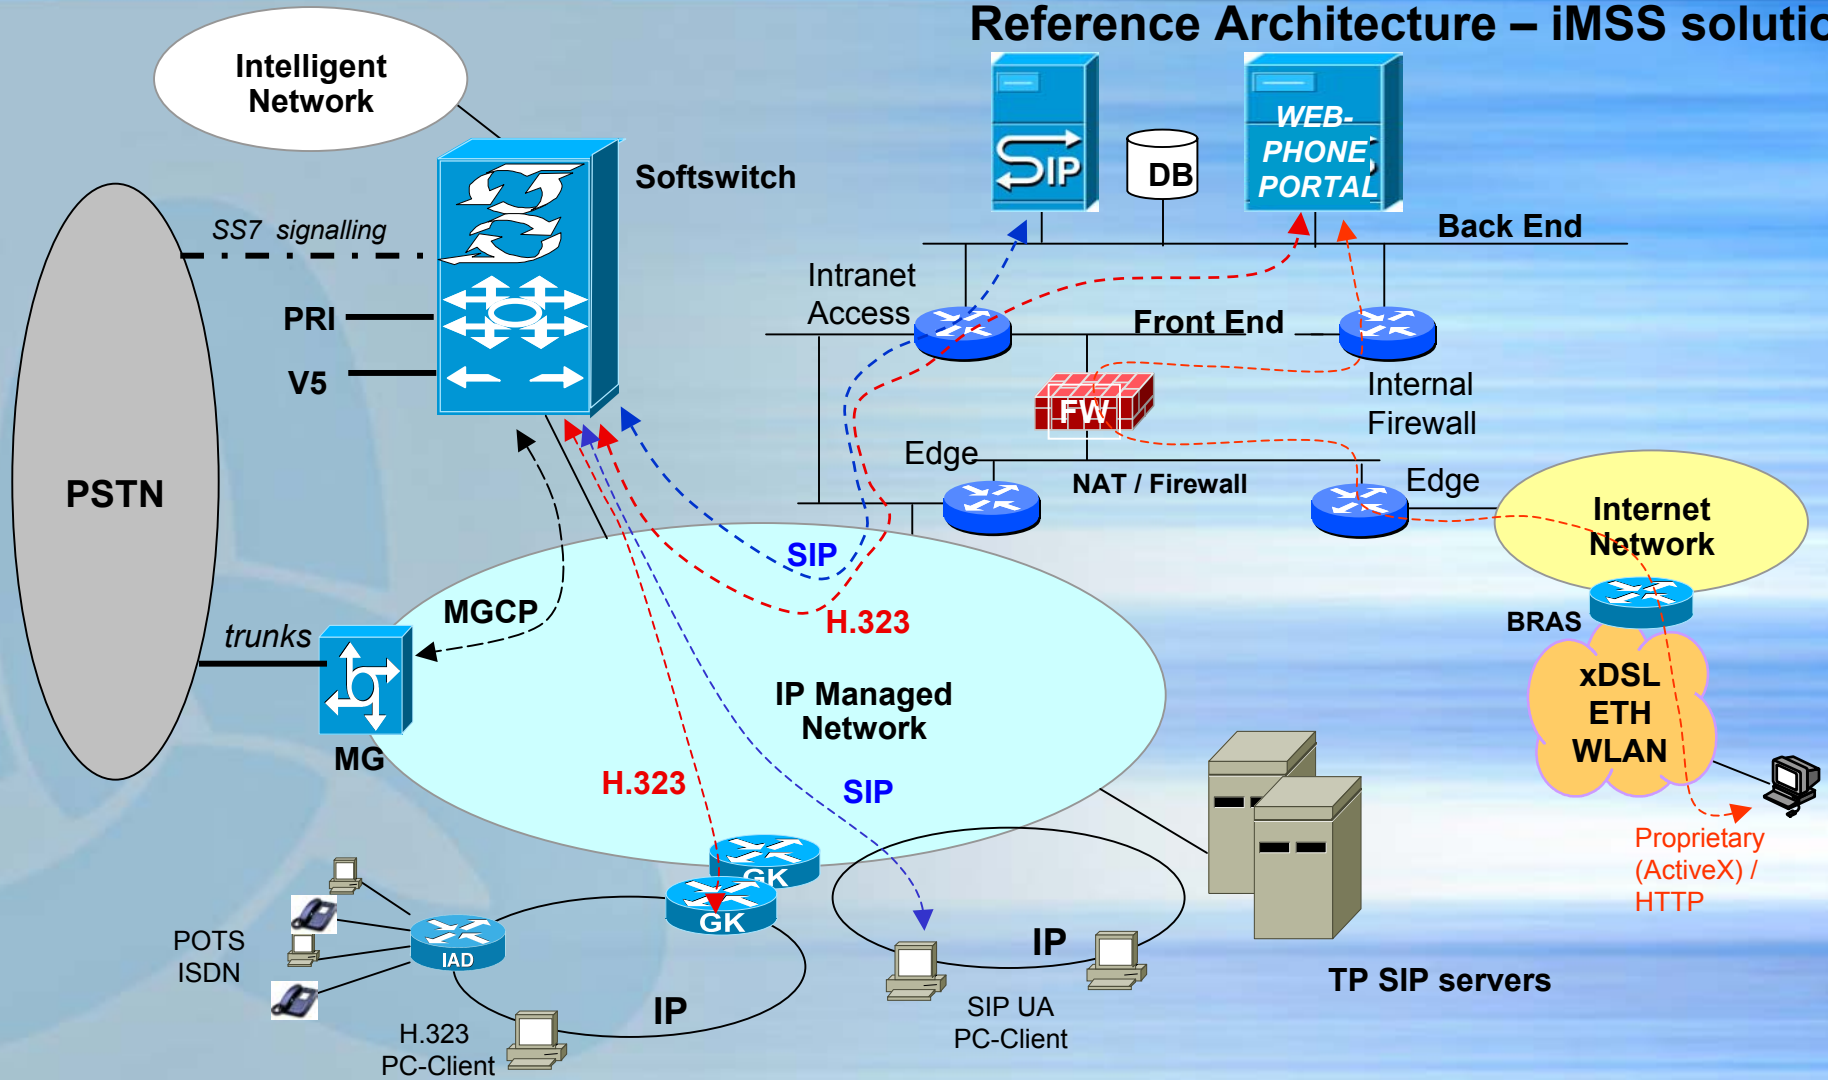 Reference Architecture – iMSS solutio
Intelligent
Network
Softswitch
SS7 signalling
PRI
V5
PSTN
trunks
MG
MGCP
SIP
WEB-
PHONE
PORTAL
DB
Back End
Intranet
Access
Front End
Internal
Firewall
FW
Edge
NAT / Firewall
Edge
Internet
Network
BRAS
xDSL
ETH
WLAN
Proprietary
(ActiveX) /
HTTP
SIP
H.323
IP Managed
Network
H.323
SIP
GK
GK
IAD
POTS
ISDN
H.323
PC-Client
IP
IP
SIP UA
PC-Client
TP SIP servers